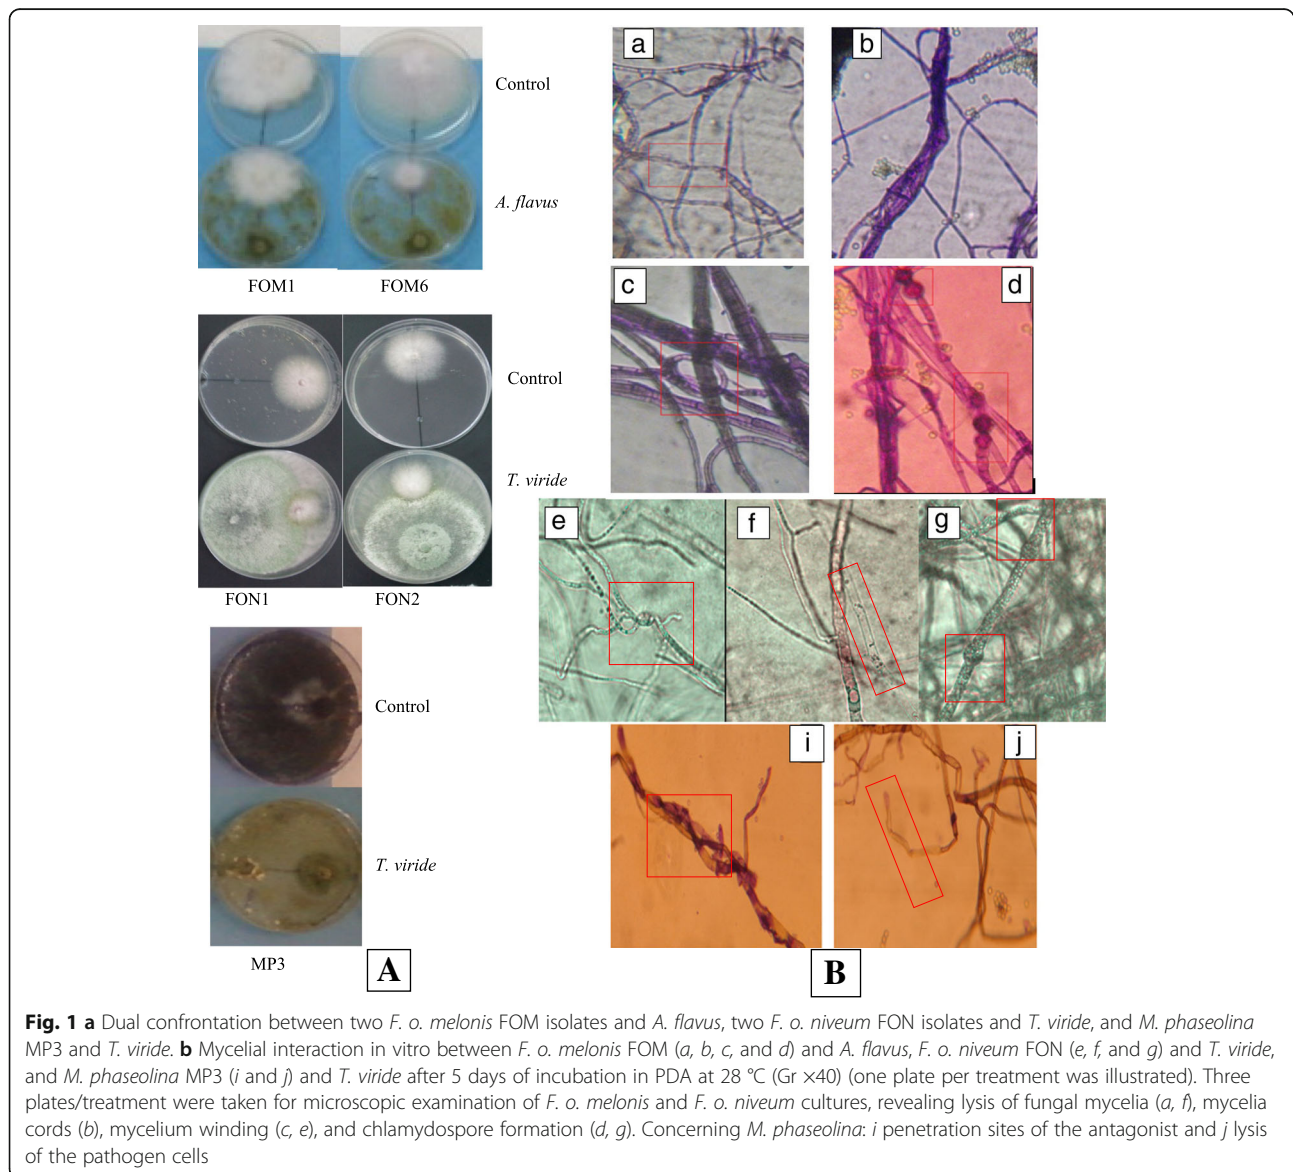 Control
A. flavus
FOM1 FOM6
Control
T. viride
FON1 FON2
Control
T. viride
MP3
A
a b
c d
e f g
i j
B
Fig. 1 a Dual confrontation between two F. o. melonis FOM isolates and A. flavus, two F. o. niveum FON isolates and T. viride, and M. phaseolina
MP3 and T. viride. b Mycelial interaction in vitro between F. o. melonis FOM (a, b, c, and d) and A. flavus, F. o. niveum FON (e, f, and g) and T. viride,
and M. phaseolina MP3 (i and j) and T. viride after 5 days of incubation in PDA at 28 °C (Gr ×40) (one plate per treatment was illustrated). Three
plates/treatment were taken for microscopic examination of F. o. melonis and F. o. niveum cultures, revealing lysis of fungal mycelia (a, f), mycelia
cords (b), mycelium winding (c, e), and chlamydospore formation (d, g). Concerning M. phaseolina: i penetration sites of the antagonist and j lysis
of the pathogen cells